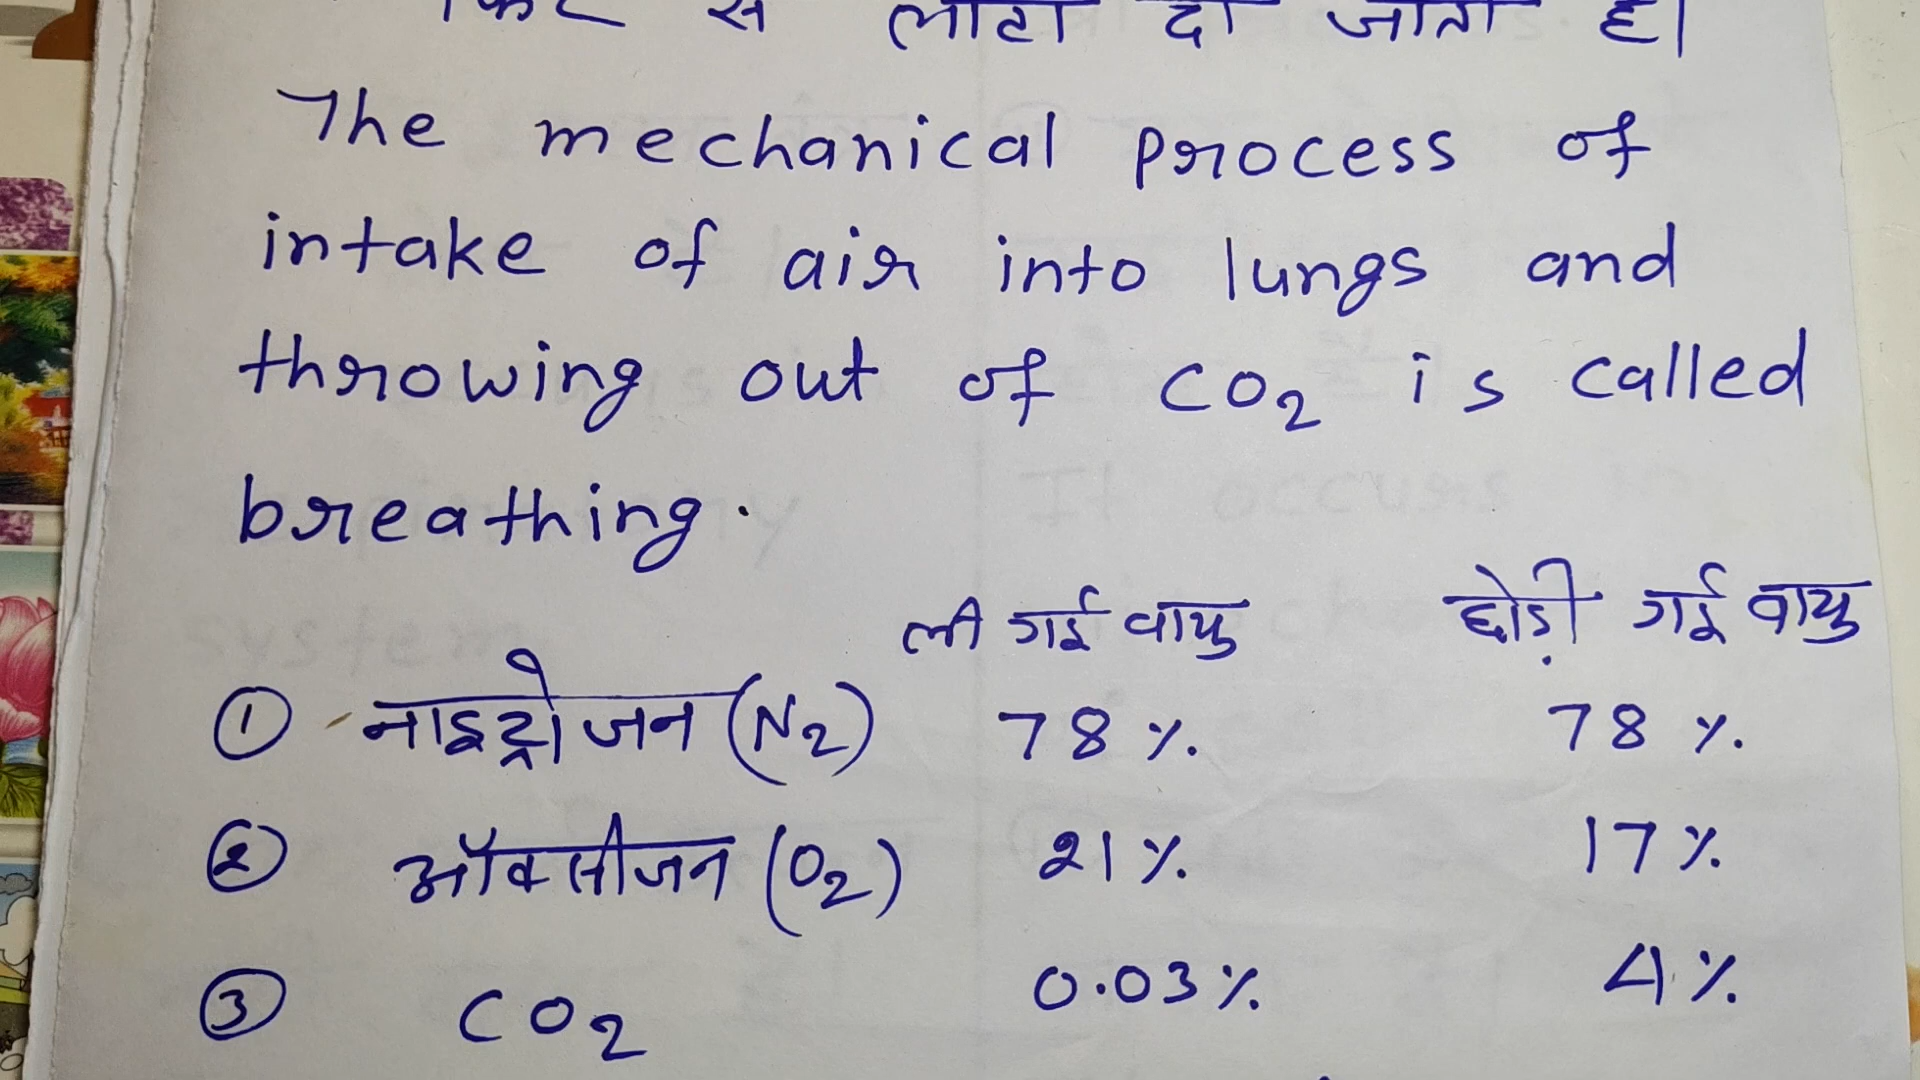 फिर से लौटा दी जाती है।
The mechanical process of
intake of air into lungs and
throwing out of CO₂ is called
breathing.
ली गई वायु छोड़ी गई वायु
① नाइट्रोजन (N₂) 78 % 78 %
② ऑक्सीजन (O₂) 21 % 17 %
③ CO₂ 0.03 % 4 %